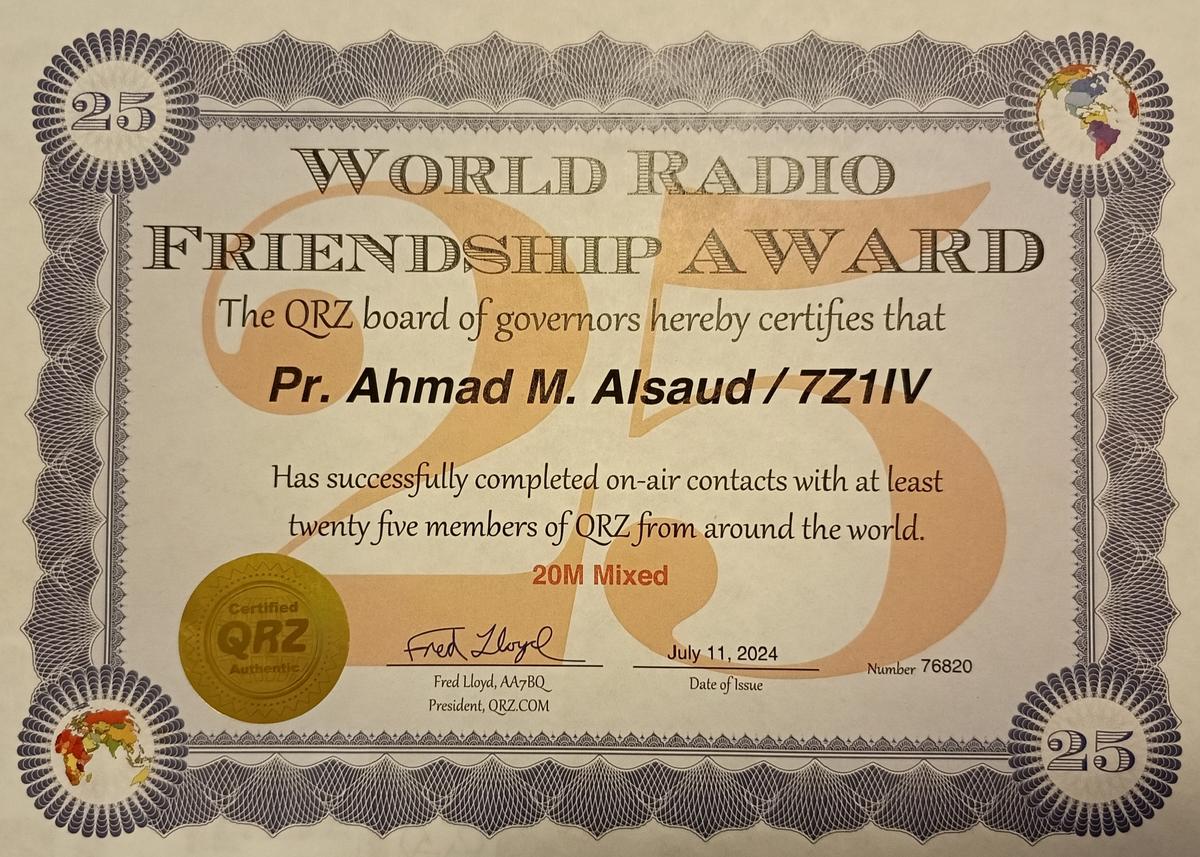 25
WORLD RADIO
FRIENDSHIP AWARD
The QRZ board of governors hereby certifies that
Pr. Ahmad M. Alsaud / 7Z1IV
Has successfully completed on-air contacts with at least
twenty five members of QRZ from around the world.
20M Mixed
Certified
QRZ
Authentic
Fred Lloyd
Fred Lloyd, AA7BQ
President, QRZ.COM
July 11, 2024
Date of Issue
Number 76820
25
25